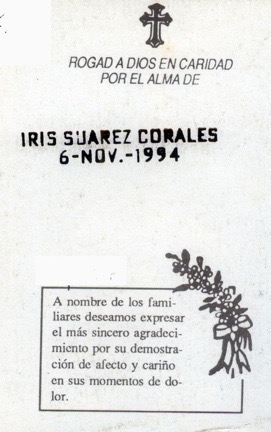 ROGAD A DIOS EN CARIDAD
POR EL ALMA DE
IRIS SUAREZ CORALES
6-NOV.-1994
A nombre de los fami-
liares deseamos expresar
el más sincero agradeci-
miento por su demostra-
ción de afecto y cariño
en sus momentos de do-
lor.